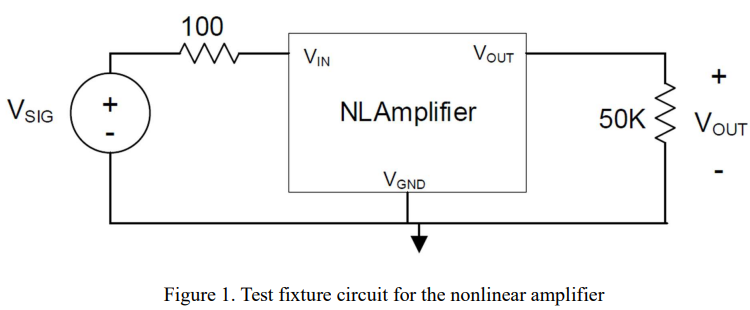 100
VIN
VOUT
VSIG
+
-
NLAmplifier
50K
+
VOUT
-
VGND
Figure 1. Test fixture circuit for the nonlinear amplifier